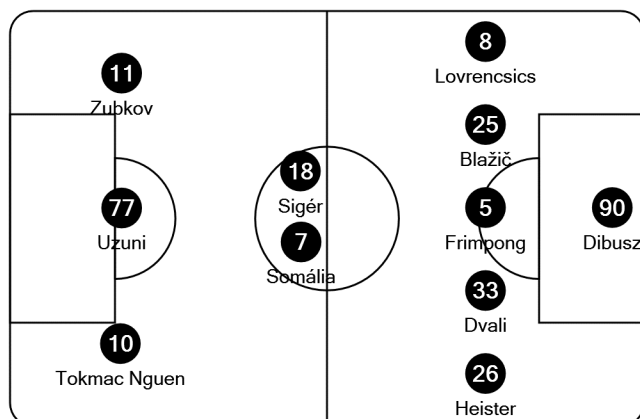 8
Lovrencsics
11
Zubkov
25
Blažič
18
Sigér
77
Uzuni
5
Frimpong
90
Dibusz
7
Somália
33
Dvali
10
Tokmac Nguen
26
Heister